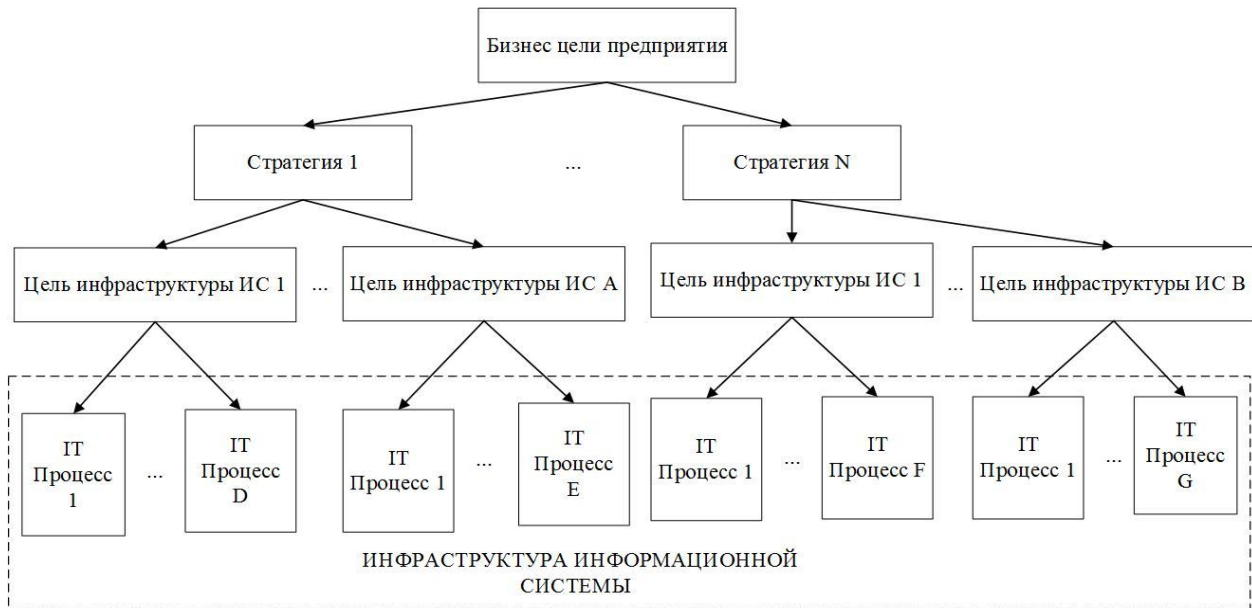 Бизнес цели предприятия
Стратегия 1
...
Стратегия N
Цель инфраструктуры ИС 1
...
Цель инфраструктуры ИС А
Цель инфраструктуры ИС 1
...
Цель инфраструктуры ИС В
IT
Процесс
1
...
IT
Процесс
D
IT
Процесс 1
...
IT
Процесс
E
IT
Процесс 1
...
IT
Процесс F
IT
Процесс 1
...
IT
Процесс
G
ИНФРАСТРУКТУРА ИНФОРМАЦИОННОЙ
СИСТЕМЫ